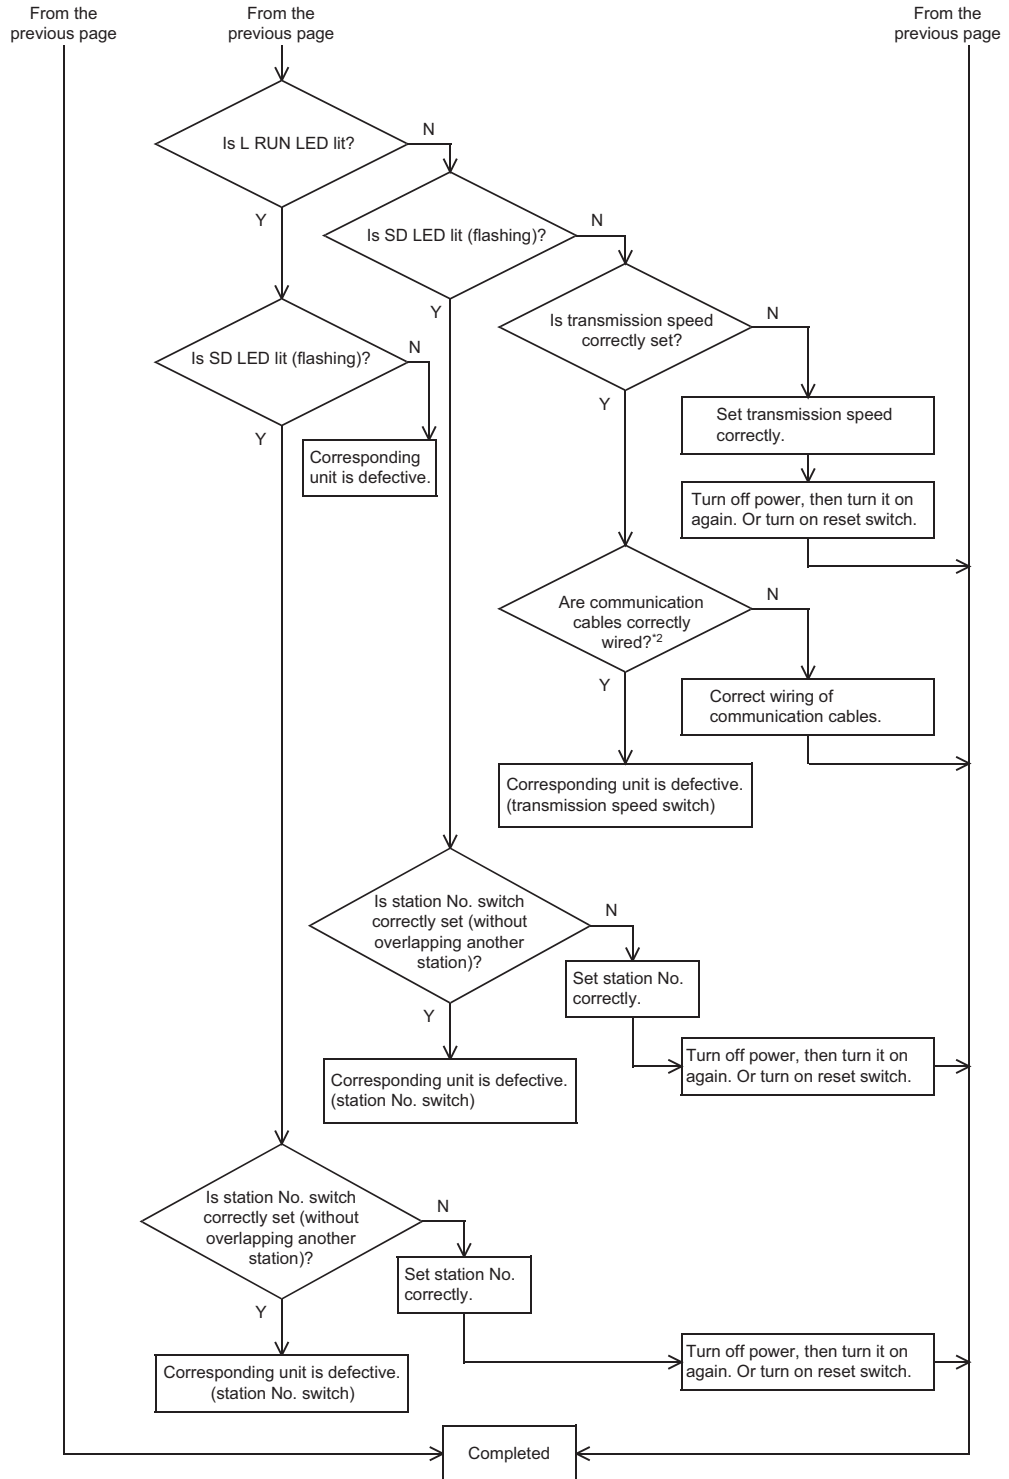 From the
previous page
From the
previous page
From the
previous page
Is L RUN LED lit?
N
Y
Is SD LED lit (flashing)?
N
Y
Is transmission speed
correctly set?
N
Y
Is SD LED lit (flashing)?
N
Y
Corresponding
unit is defective.
Set transmission speed
correctly.
Turn off power, then turn it on
again. Or turn on reset switch.
Are communication
cables correctly
wired?*2
N
Y
Correct wiring of
communication cables.
Corresponding unit is defective.
(transmission speed switch)
Is station No. switch
correctly set (without
overlapping another
station)?
N
Y
Set station No.
correctly.
Turn off power, then turn it on
again. Or turn on reset switch.
Corresponding unit is defective.
(station No. switch)
Is station No. switch
correctly set (without
overlapping another
station)?
N
Y
Set station No.
correctly.
Turn off power, then turn it on
again. Or turn on reset switch.
Corresponding unit is defective.
(station No. switch)
Completed